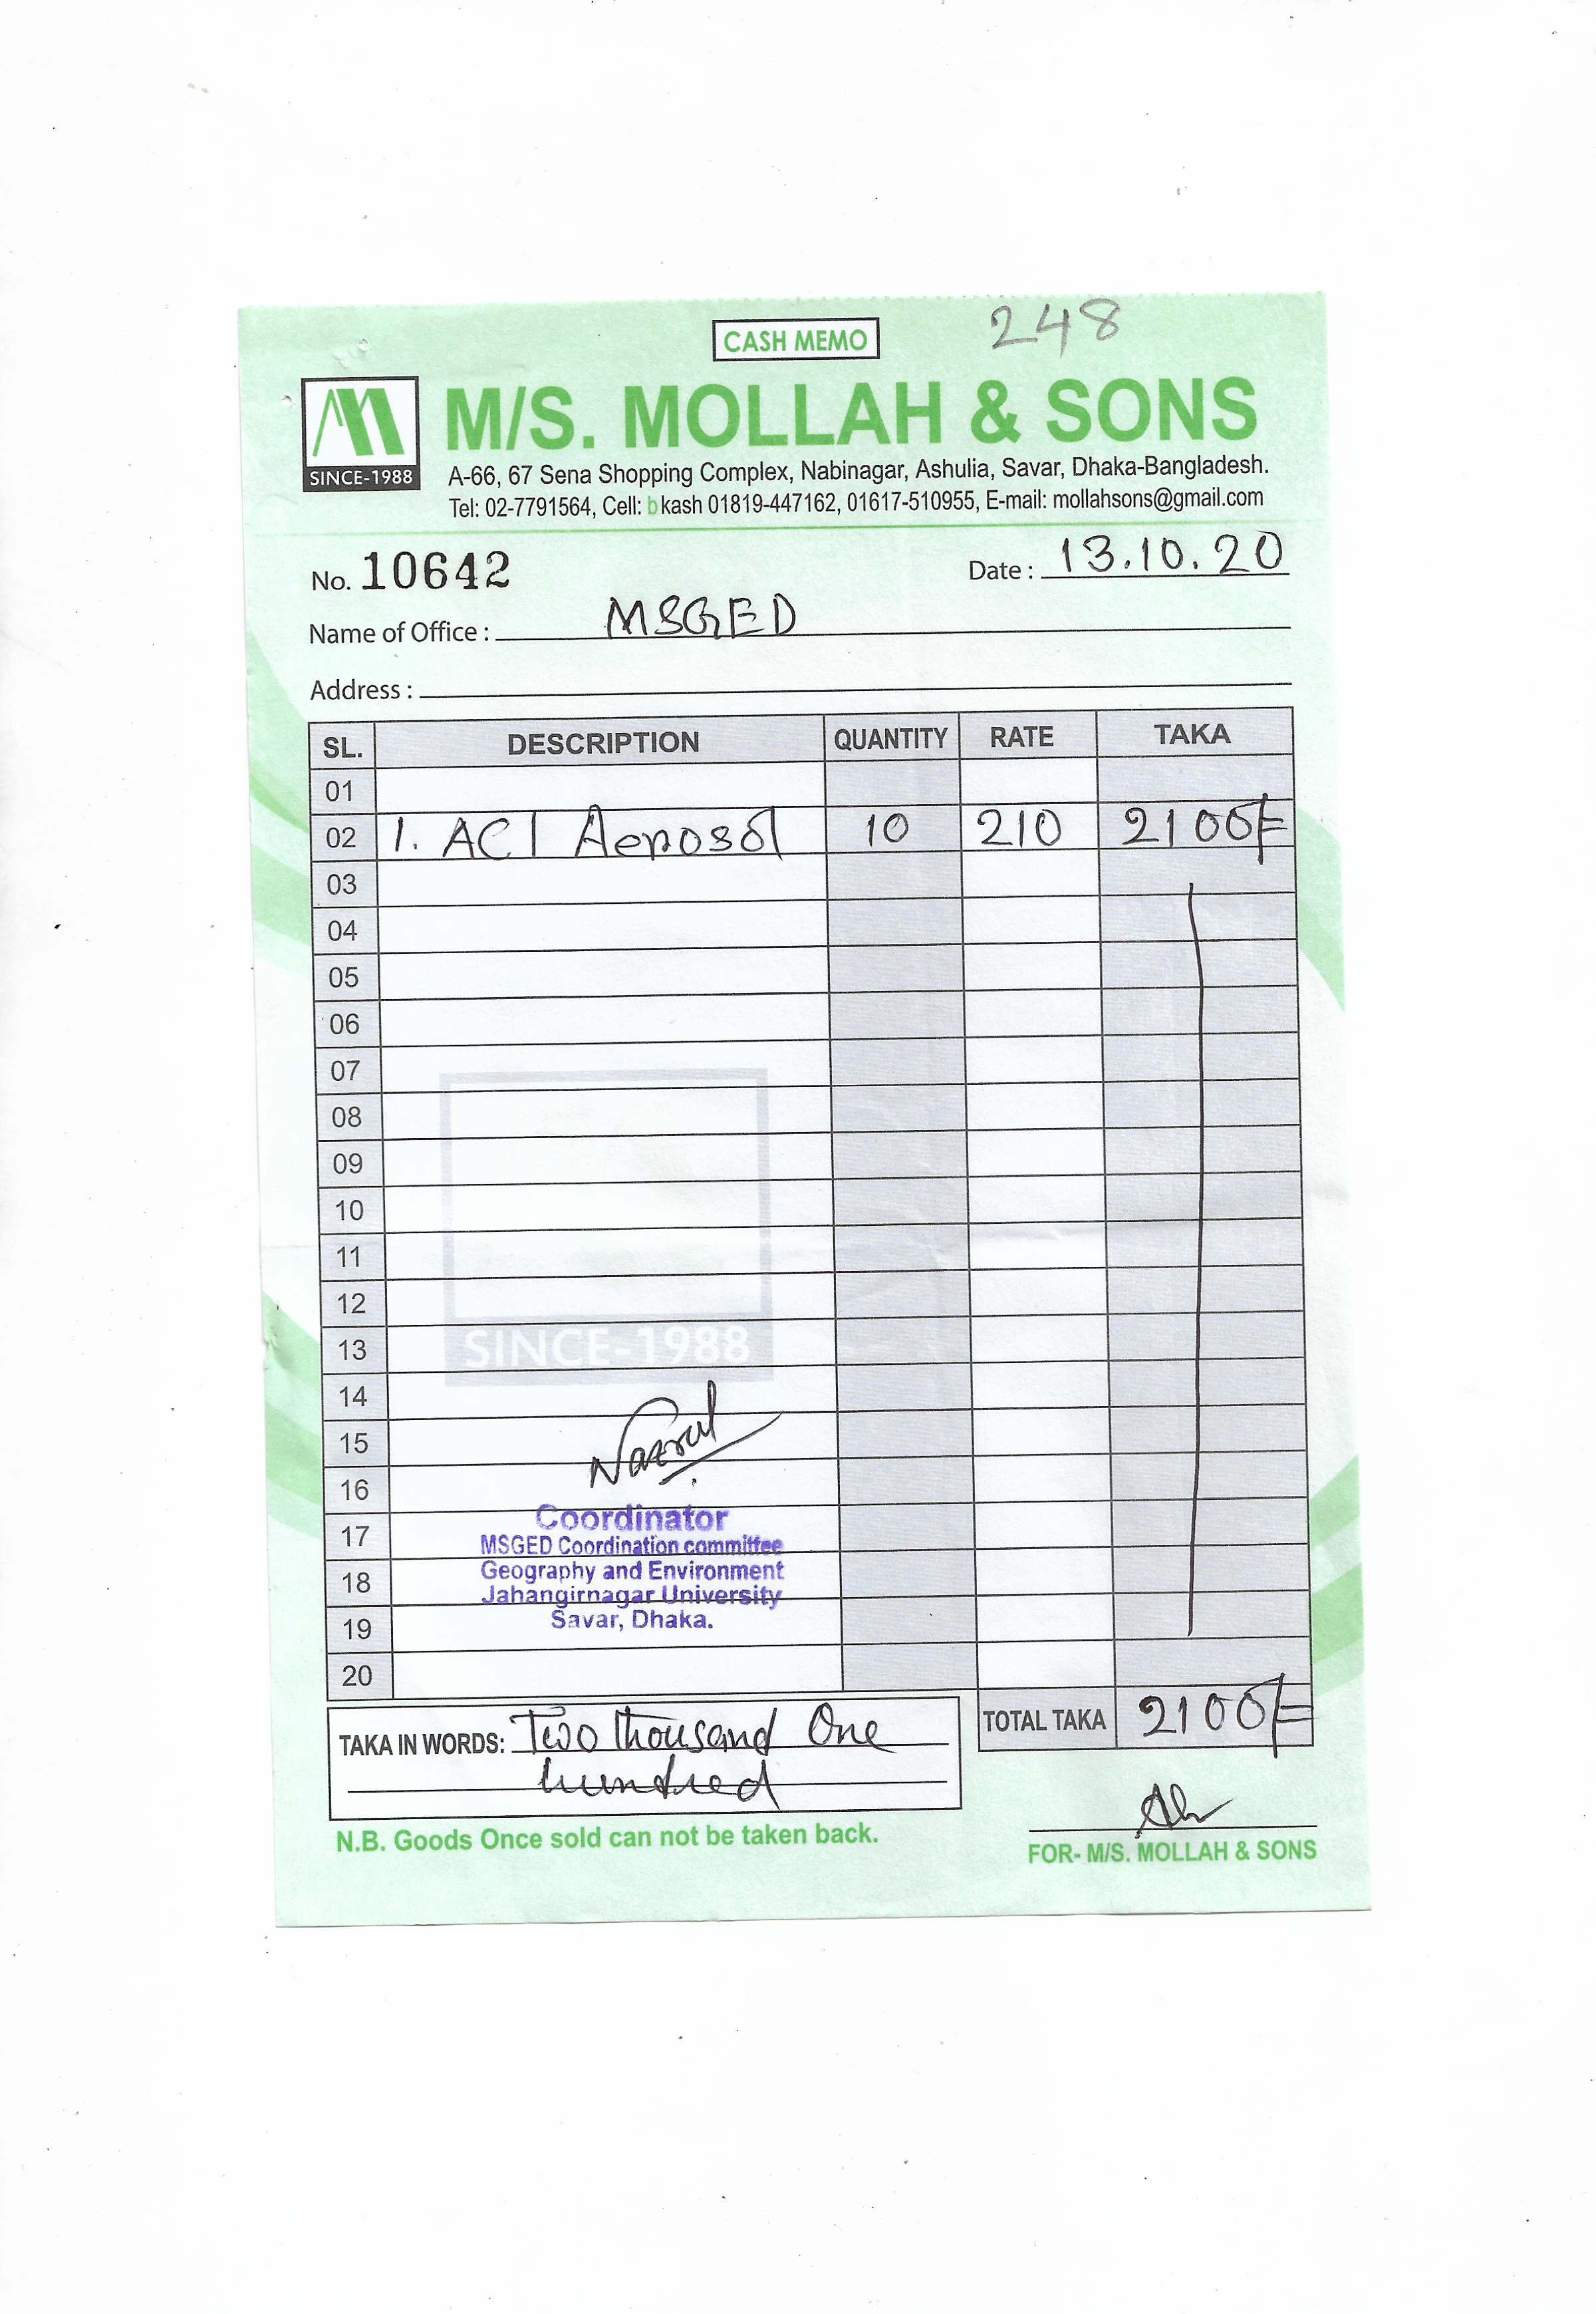 248
CASH MEMO
M/S. MOLLAH & SONS
SINCE-1988
A-66, 67 Sena Shopping Complex, Nabinagar, Ashulia, Savar, Dhaka-Bangladesh.
Tel: 02-7791564, Cell: bkash 01819-447162, 01617-510955, E-mail: mollahsons@gmail.com
No. 10642 Date : 13.10.20
Name of Office : MSGED
Address :
SL. DESCRIPTION QUANTITY RATE TAKA
01
02 1. ACI Aerosol 10 210 2100/=
03
04
05
06
07
08
09
10
11
12
13
SINCE-1988
14
15 Nazrul
16
Coordinator
17
MSGED Coordination committee
Geography and Environment
18
Jahangirnagar University
19 Savar, Dhaka.
20
TAKA IN WORDS: Two thousand One TOTAL TAKA 2100/=
hundred
N.B. Goods Once sold can not be taken back.
FOR- M/S. MOLLAH & SONS